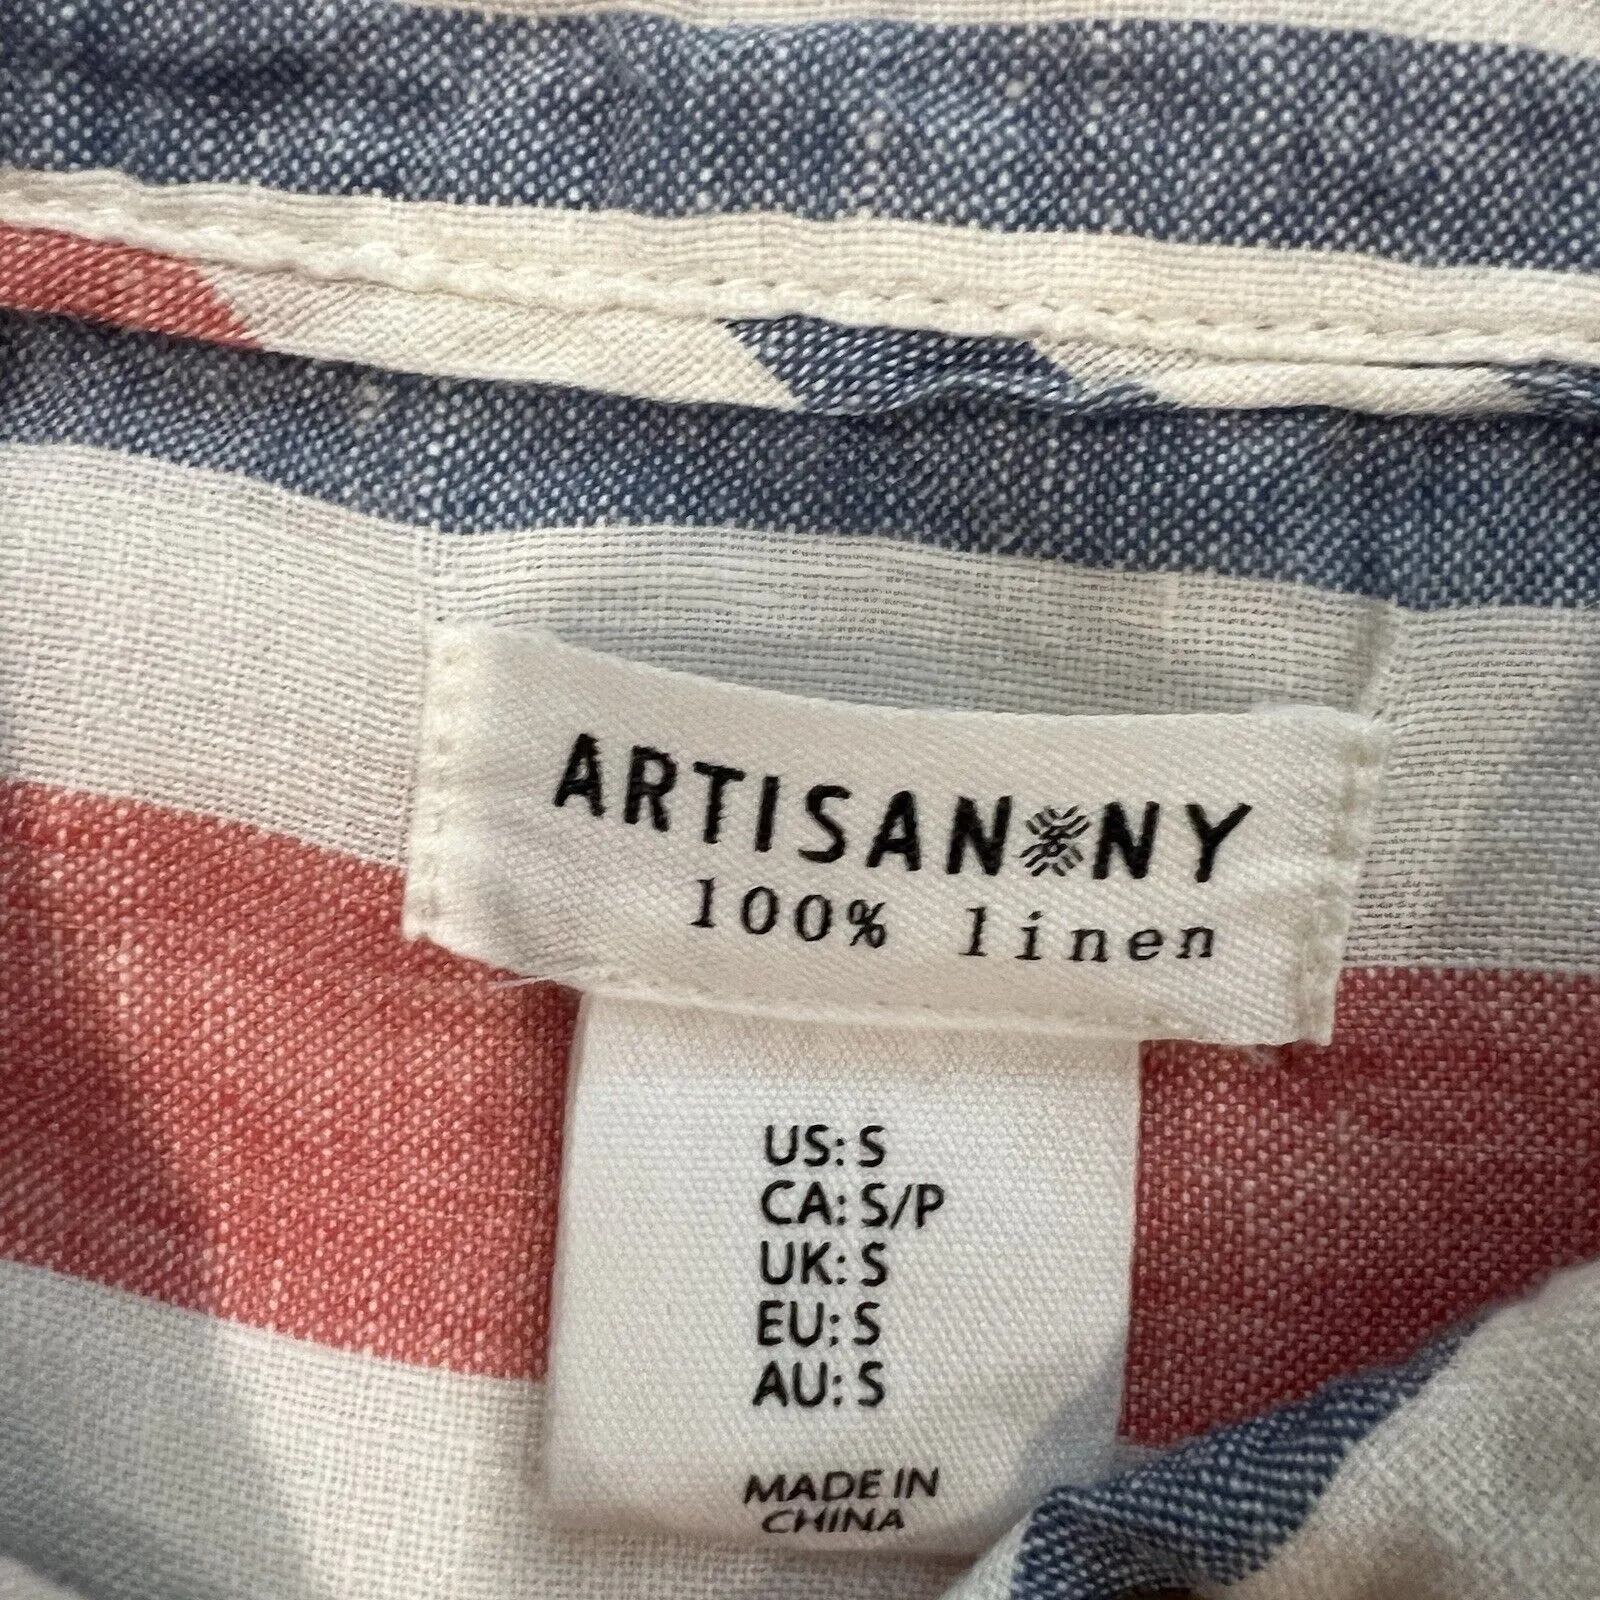 ARTISAN NY
100% linen
US: S
CA: S/P
UK: S
EU: S
AU: S
MADE IN
CHINA